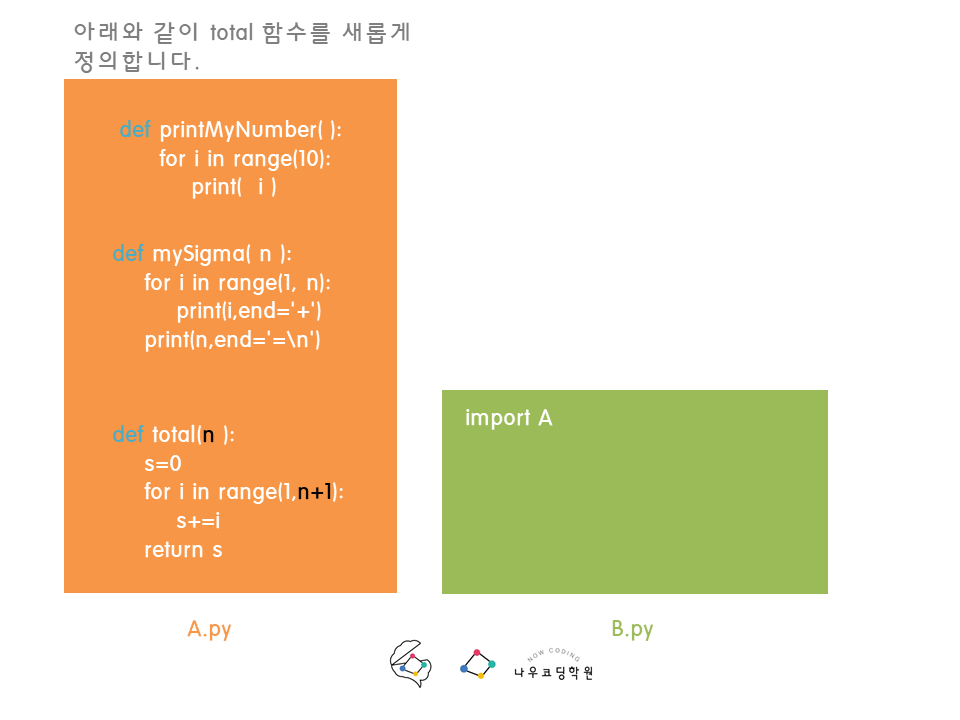 아래와 같이 total 함수를 새롭게
정의합니다.
def printMyNumber( ):
for i in range(10):
print( i )
def mySigma( n ):
for i in range(1, n):
print(i,end='+')
print(n,end='=\n')
def total(n ):
s=0
for i in range(1,n+1):
s+=i
return s
import A
A.py
B.py
NOW CODING
나우코딩학원